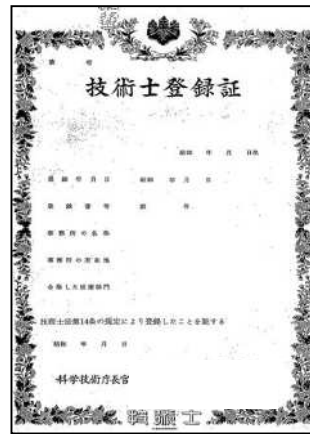 技術士登録証
昭和 年 月 日生
登録年月日 昭和 年 月 日
登録番号 第 号
事務所の名称
事務所の所在地
合格した技術部門
技術士法第14条の規定により登録したことを証する
昭和 年 月 日
科学技術庁長官
技術士